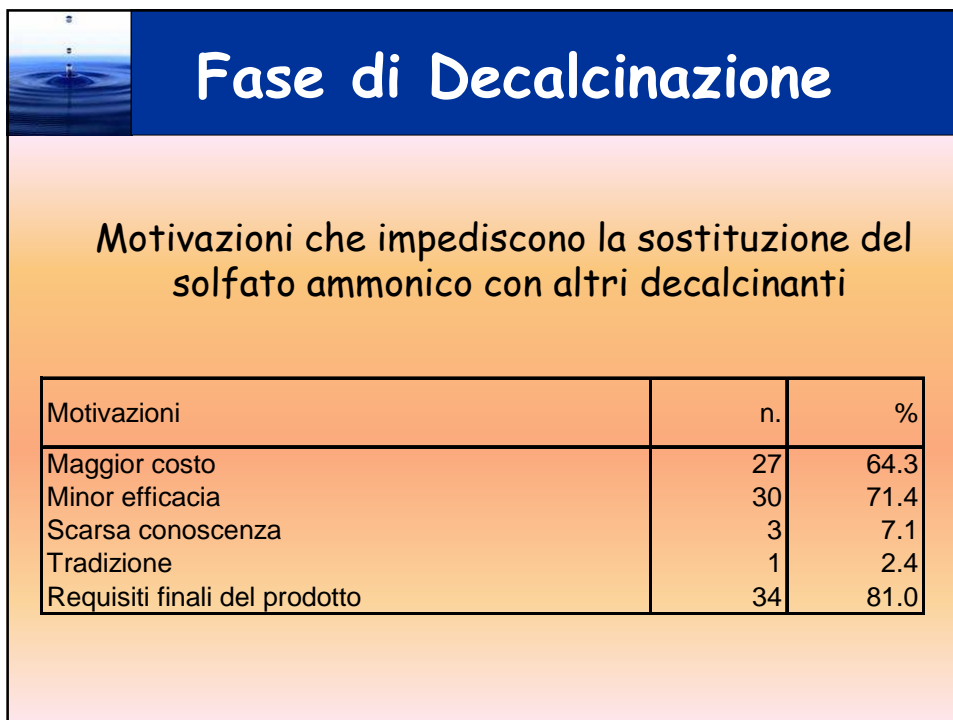 Fase di Decalcinazione
Motivazioni che impediscono la sostituzione del
solfato ammonico con altri decalcinanti
Motivazioni n. %
Maggior costo 27 64.3
Minor efficacia 30 71.4
Scarsa conoscenza 3 7.1
Tradizione 1 2.4
Requisiti finali del prodotto 34 81.0